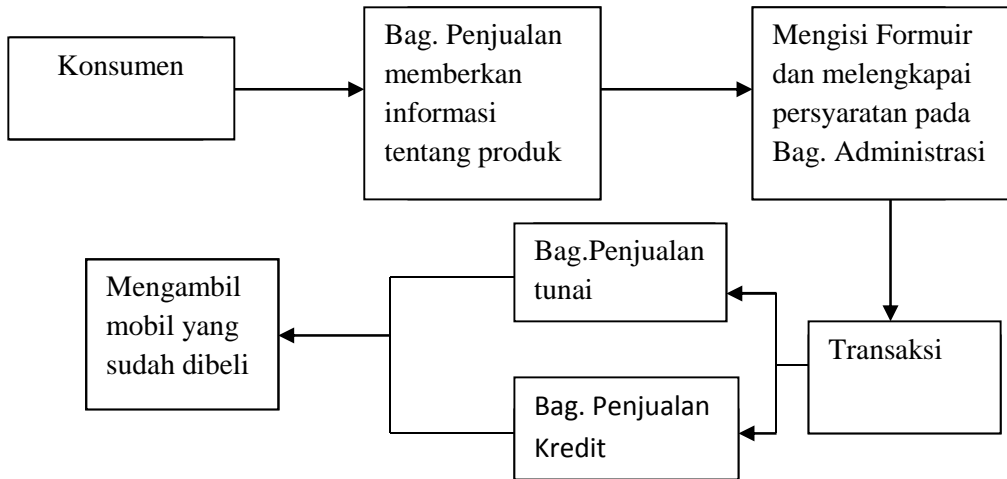 Konsumen
Bag. Penjualan
memberkan
informasi
tentang produk
Mengisi Formuir
dan melengkapai
persyaratan pada
Bag. Administrasi
Transaksi
Bag.Penjualan
tunai
Bag. Penjualan
Kredit
Mengambil
mobil yang
sudah dibeli